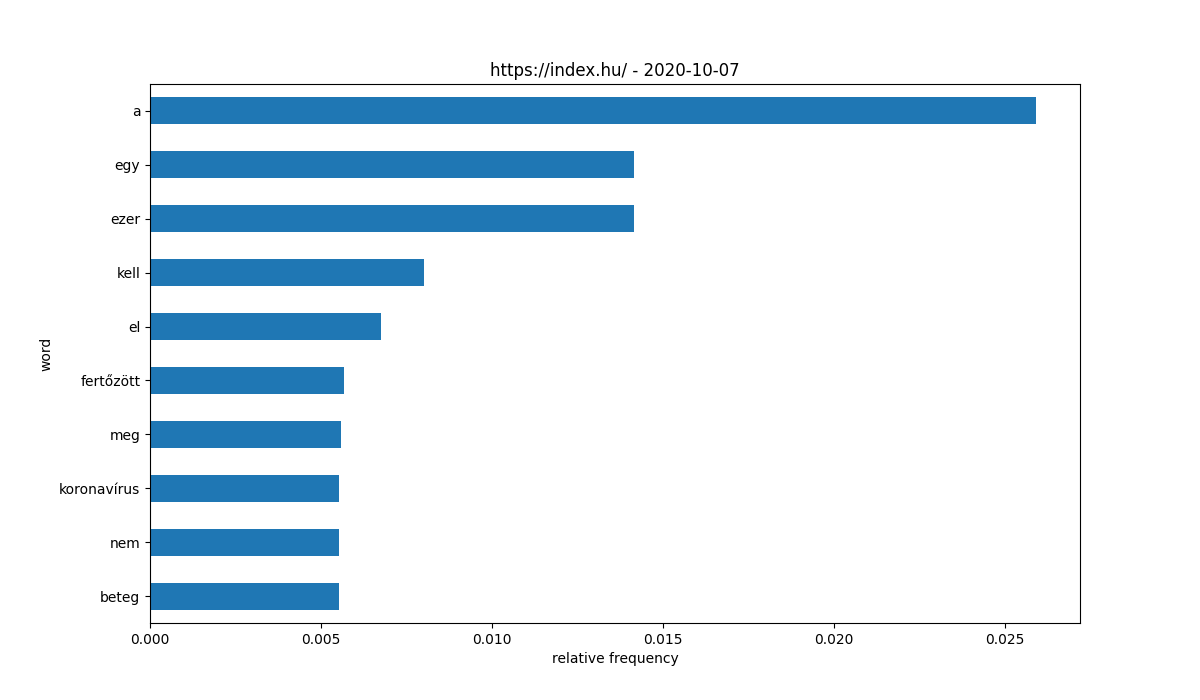 https://index.hu/ - 2020-10-07
a
egy
ezer
kell
el
fertőzött
meg
koronavírus
nem
beteg
word
0.000 0.005 0.010 0.015 0.020 0.025
relative frequency